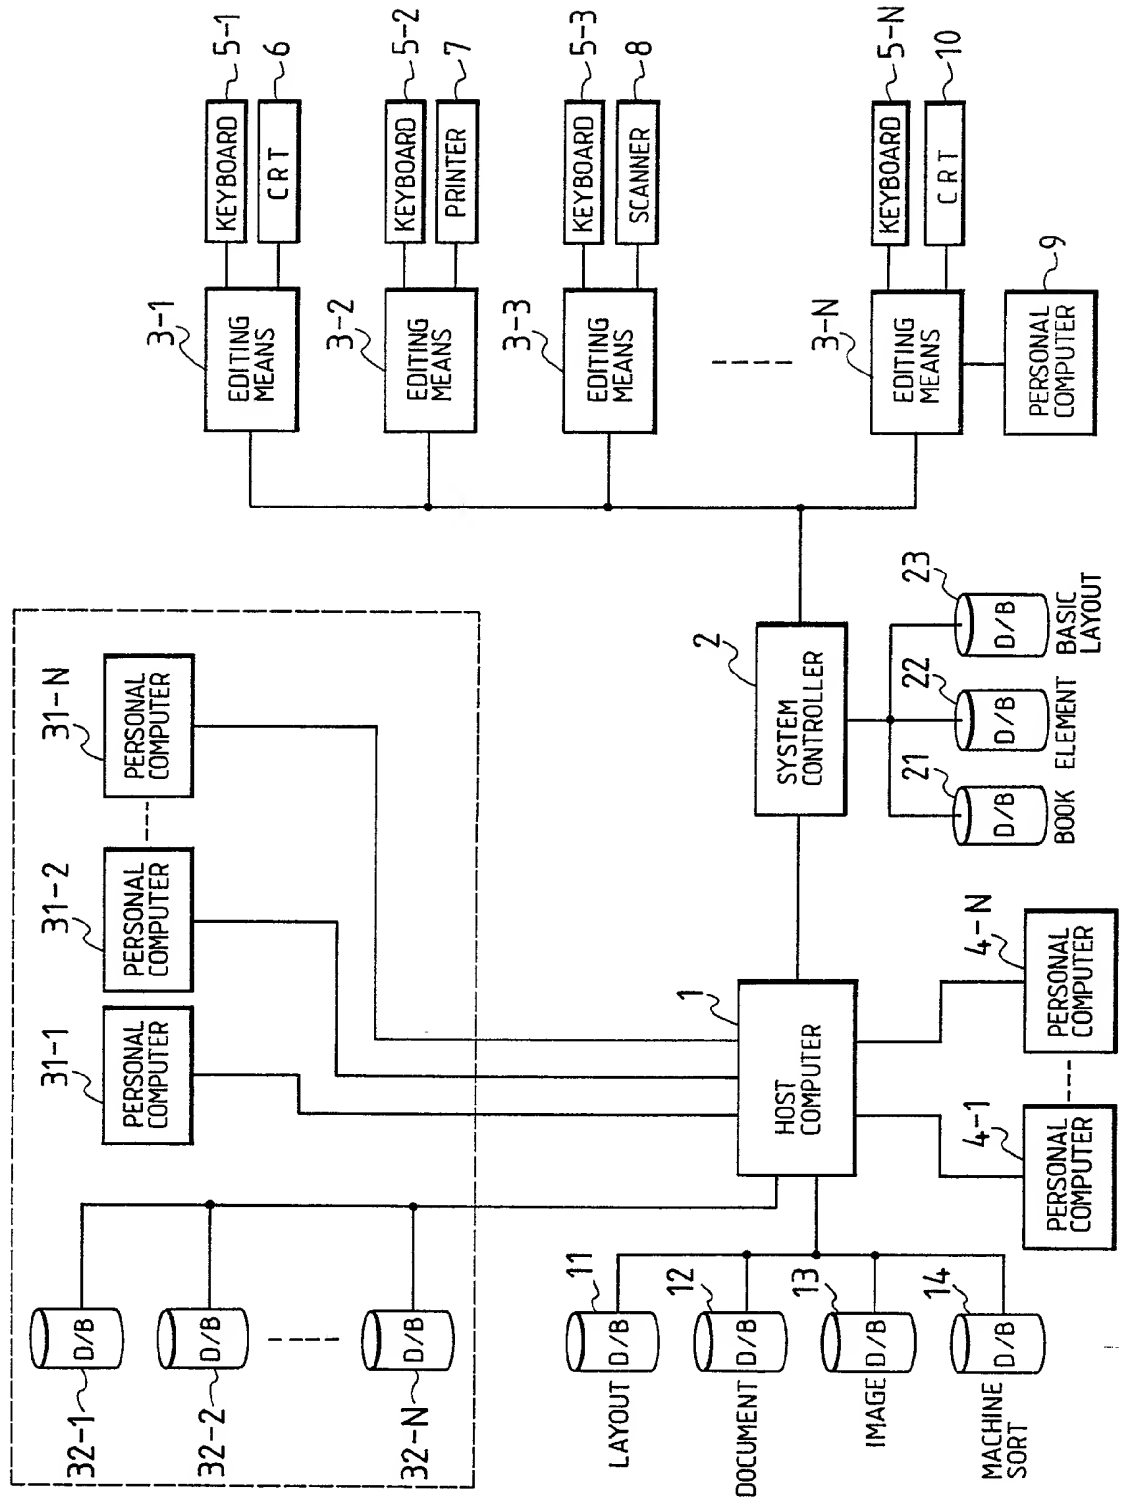 32-1
D/B
32-2
D/B
32-N
D/B
31-1
PERSONAL
COMPUTER
31-2
PERSONAL
COMPUTER
31-N
PERSONAL
COMPUTER
LAYOUT
D/B
11
DOCUMENT
D/B
12
IMAGE
D/B
13
MACHINE
SORT
D/B
14
1
HOST
COMPUTER
4-1
PERSONAL
COMPUTER
4-N
PERSONAL
COMPUTER
2
SYSTEM
CONTROLLER
21
D/B
BOOK
22
D/B
ELEMENT
23
D/B
BASIC
LAYOUT
3-1
EDITING
MEANS
KEYBOARD
5-1
CRT
6
3-2
EDITING
MEANS
KEYBOARD
5-2
PRINTER
7
3-3
EDITING
MEANS
KEYBOARD
5-3
SCANNER
8
3-N
EDITING
MEANS
KEYBOARD
5-N
CRT
10
PERSONAL
COMPUTER
9